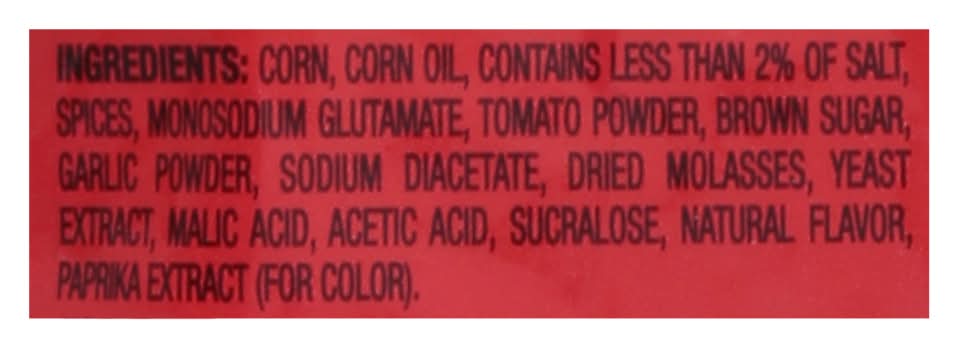 INGREDIENTS: CORN, CORN OIL, CONTAINS LESS THAN 2% OF SALT,
SPICES, MONOSODIUM GLUTAMATE, TOMATO POWDER, BROWN SUGAR,
GARLIC POWDER, SODIUM DIACETATE, DRIED MOLASSES, YEAST
EXTRACT, MALIC ACID, ACETIC ACID, SUCRALOSE, NATURAL FLAVOR,
PAPRIKA EXTRACT (FOR COLOR).